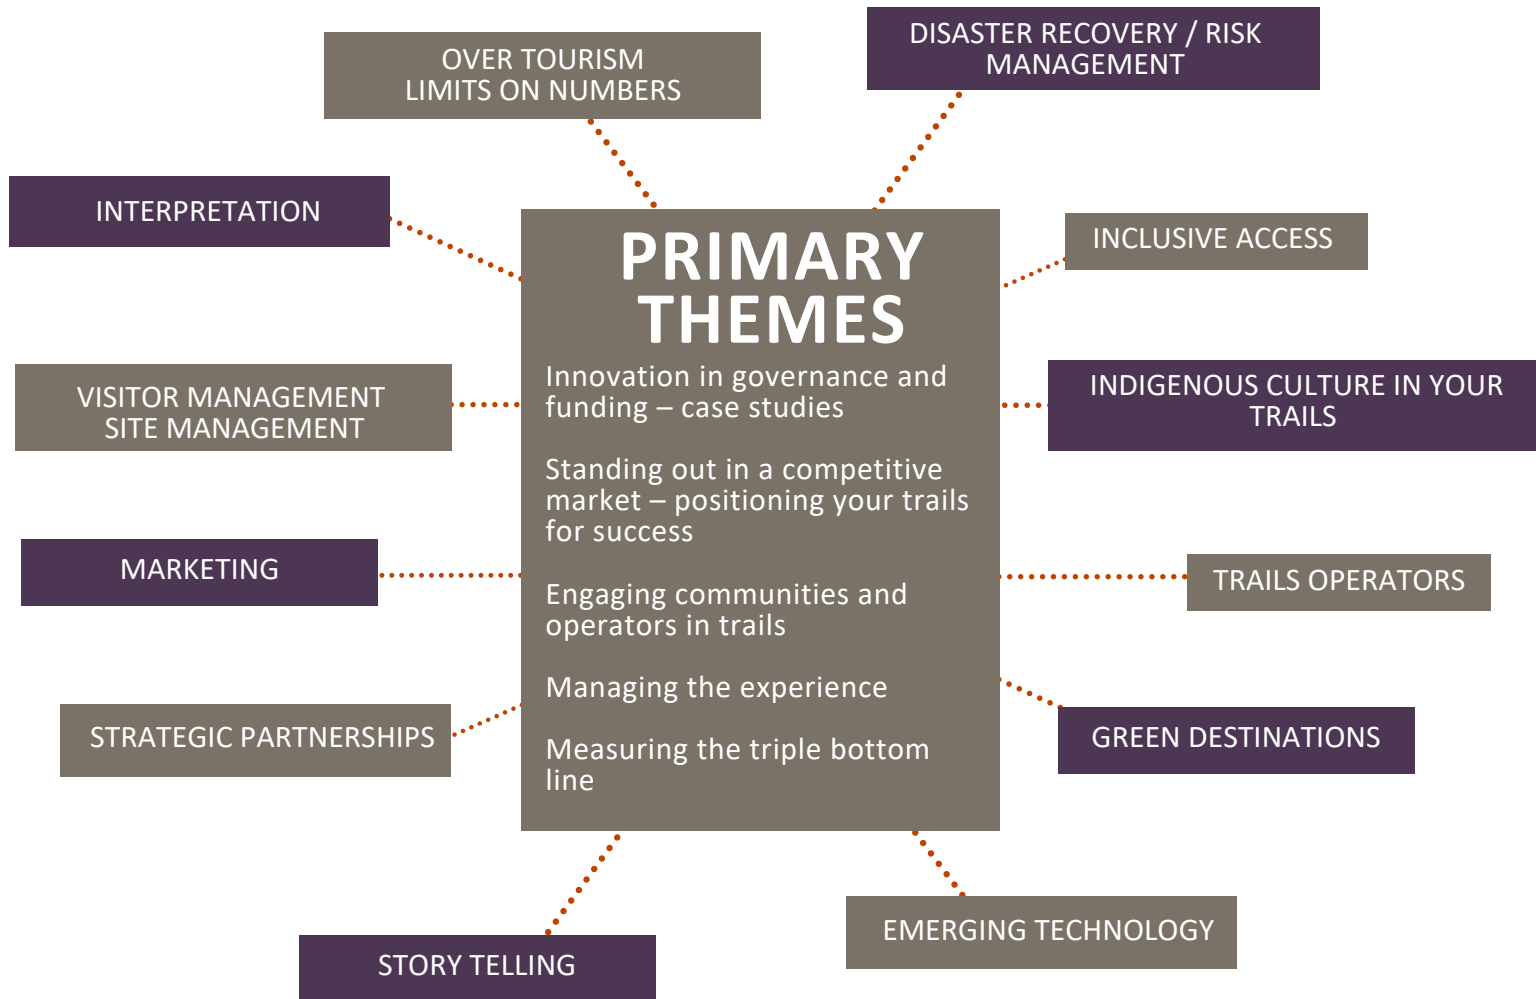 OVER TOURISM
LIMITS ON NUMBERS
DISASTER RECOVERY / RISK
MANAGEMENT
INTERPRETATION
INCLUSIVE ACCESS
PRIMARY
THEMES
Innovation in governance and
funding – case studies
Standing out in a competitive
market – positioning your trails
for success
Engaging communities and
operators in trails
Managing the experience
Measuring the triple bottom
line
VISITOR MANAGEMENT
SITE MANAGEMENT
INDIGENOUS CULTURE IN YOUR
TRAILS
MARKETING
TRAILS OPERATORS
STRATEGIC PARTNERSHIPS
GREEN DESTINATIONS
STORY TELLING
EMERGING TECHNOLOGY